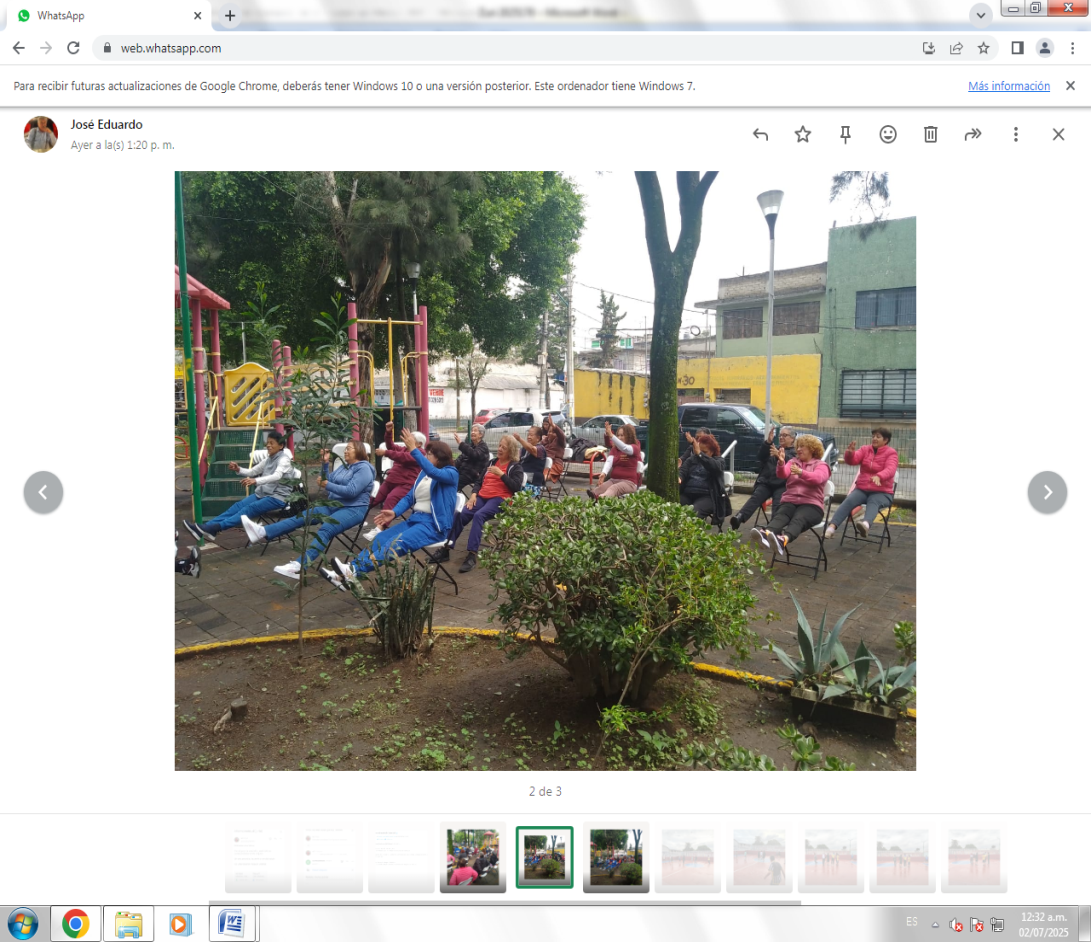 WhatsApp
web.whatsapp.com
Para recibir futuras actualizaciones de Google Chrome, deberás tener Windows 10 o una versión posterior. Este ordenador tiene Windows 7.
Más información
José Eduardo
Ayer a la(s) 1:20 p. m.
2 de 3
ES
12:32 a.m.
02/07/2025